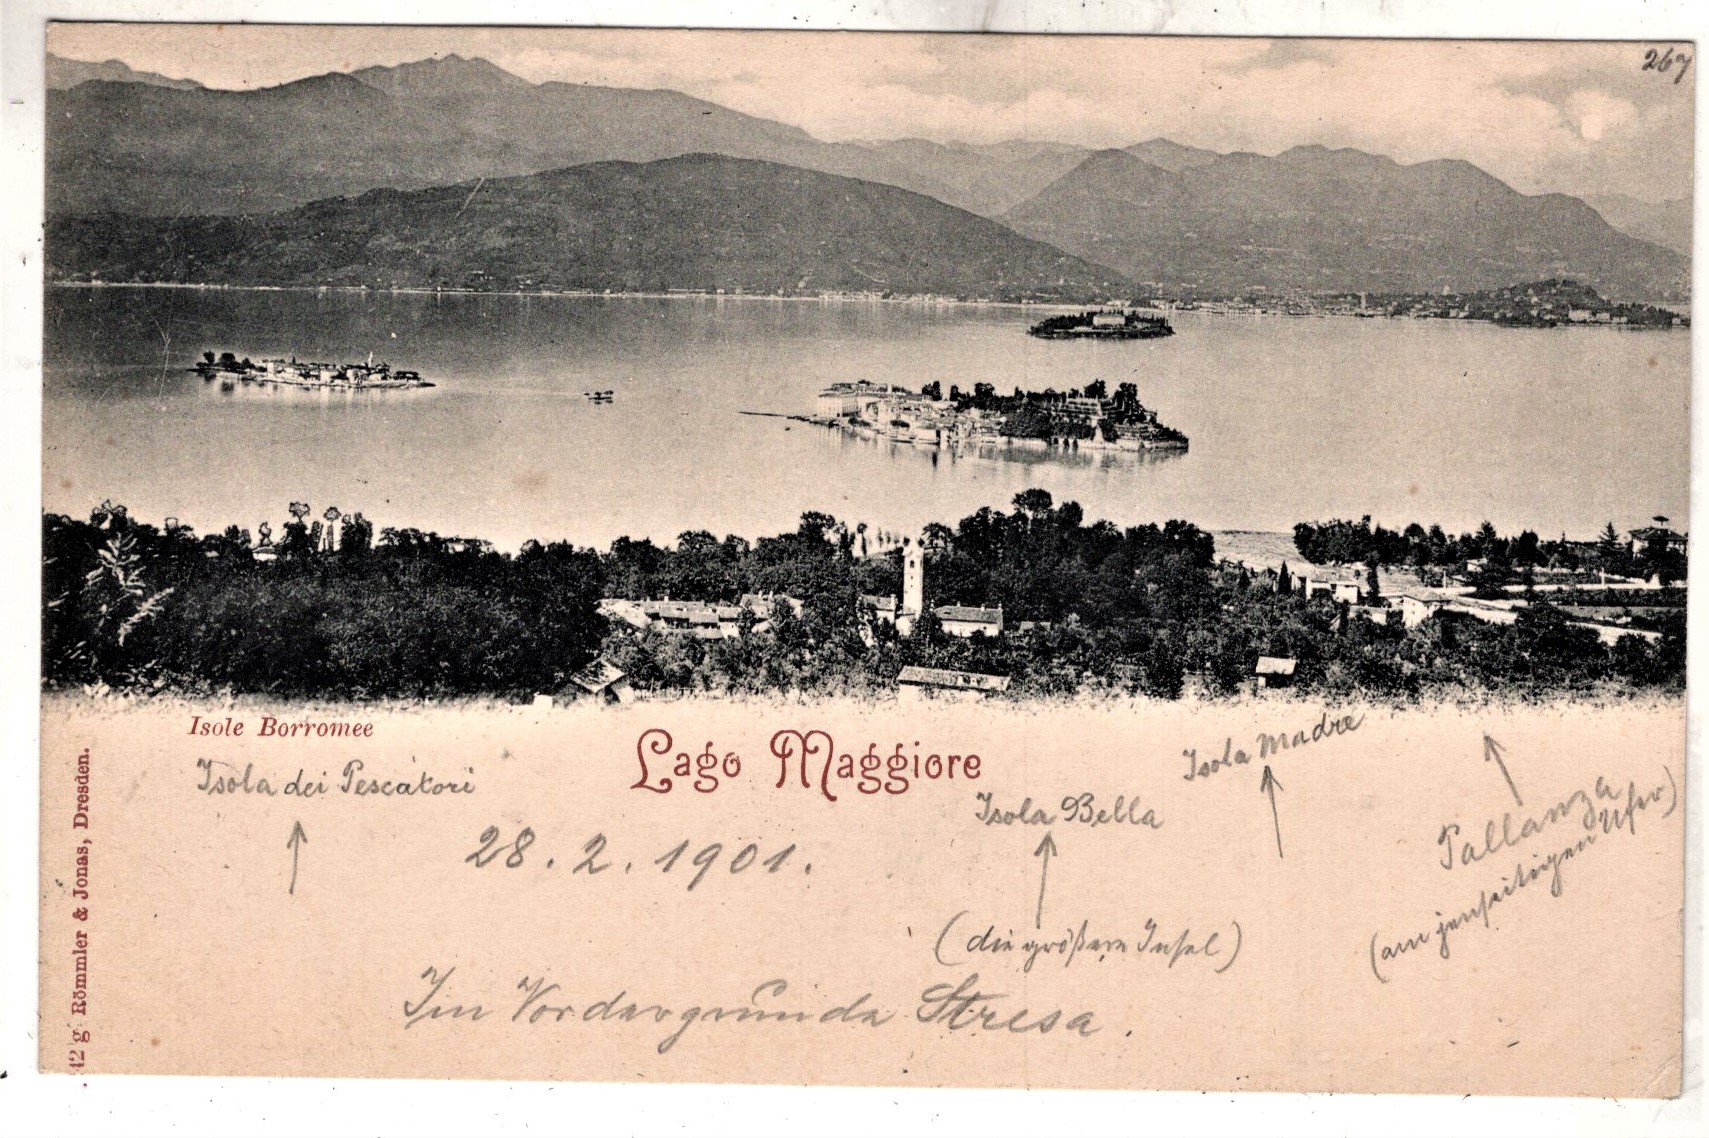 267
Isole Borromee
Lago Maggiore
Isola Madre
Isola dei Pescatori
Isola Bella
Pallanza
(am jenseitigen Ufer)
28. 2. 1901.
(die größere Insel)
Im Vordergrunde Stresa.
42 g Römmler & Jonas, Dresden.